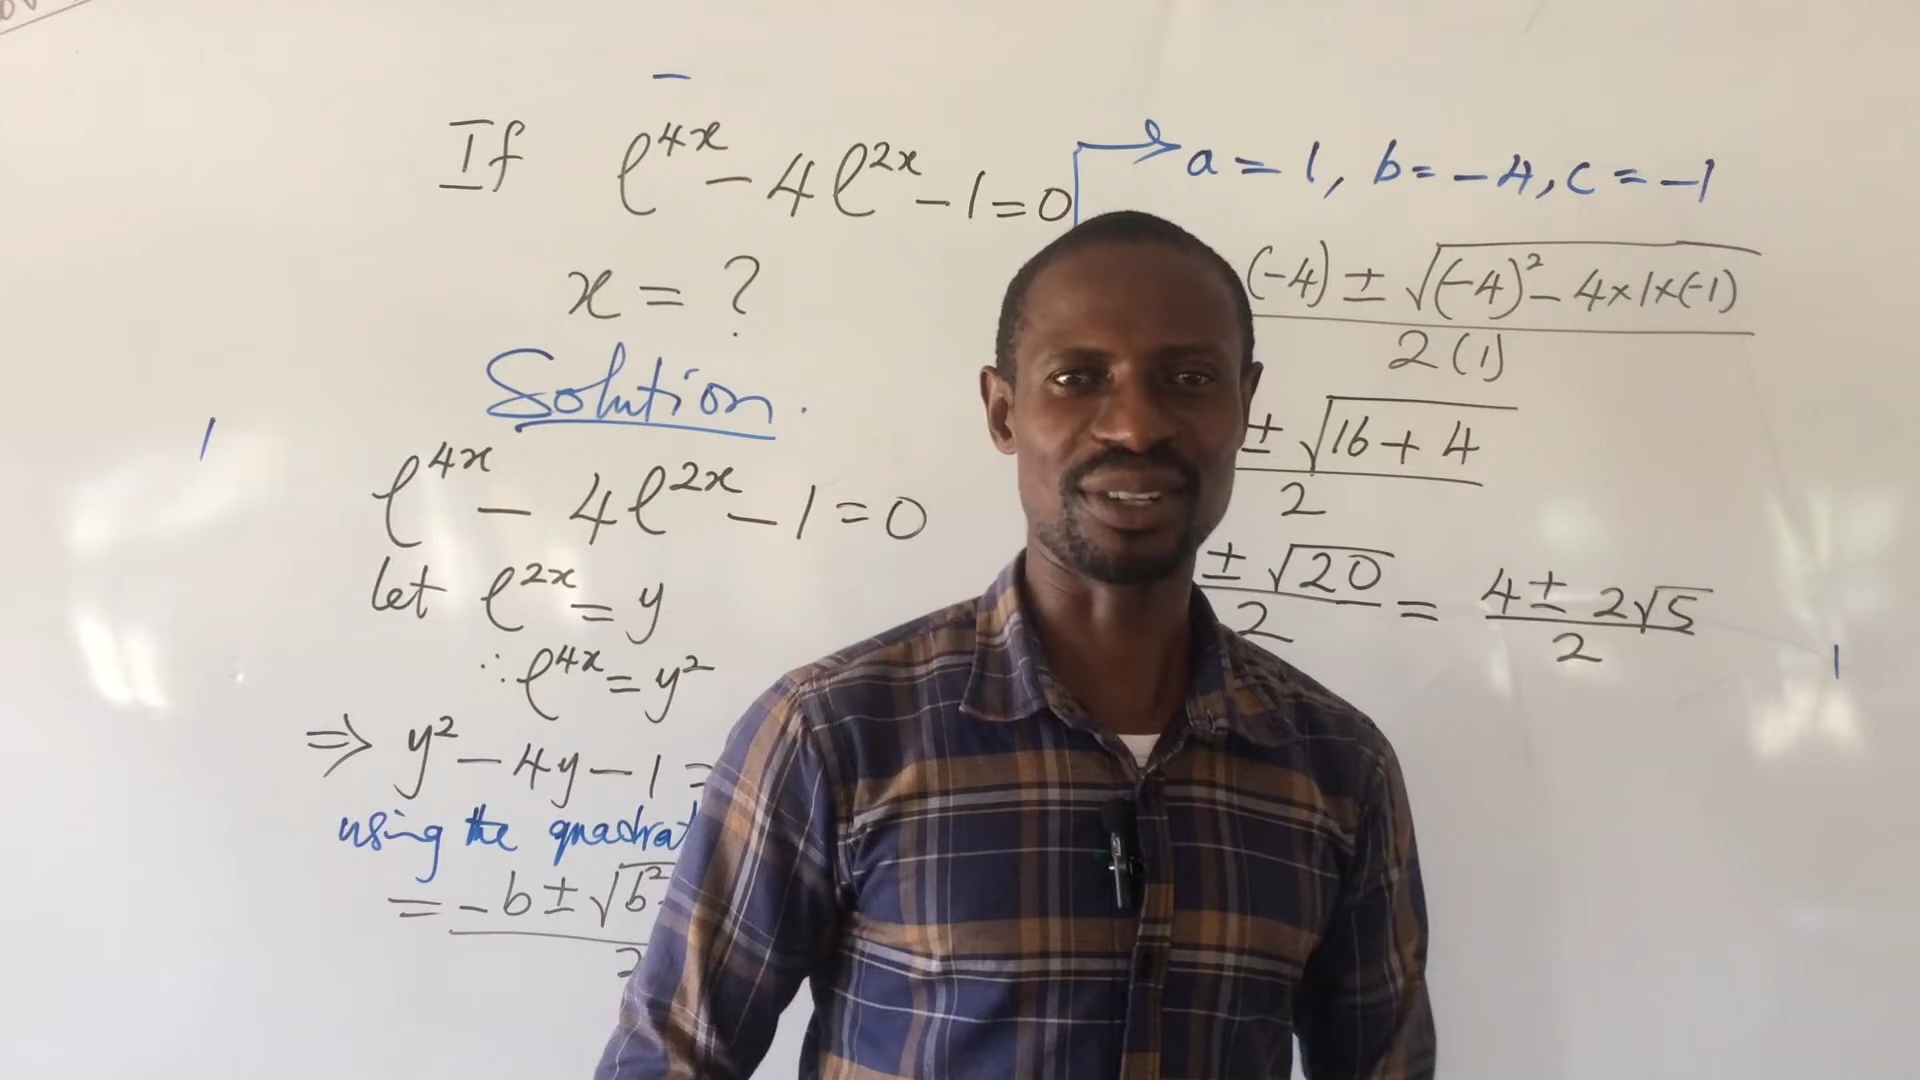 If e^{4x} - 4e^{2x} - 1 = 0
x = ?
Solution.
e^{4x} - 4e^{2x} - 1 = 0
let e^{2x} = y
∴ e^{4x} = y²
⇒ y² - 4y - 1 =
using the
= -b ± √b²
a = 1, b = -4, c = -1
(-4) ± √(-4)² - 4×1×(-1)
2(1)
± √16 + 4
2
± √20 / 2 = 4 ± 2√5 / 2